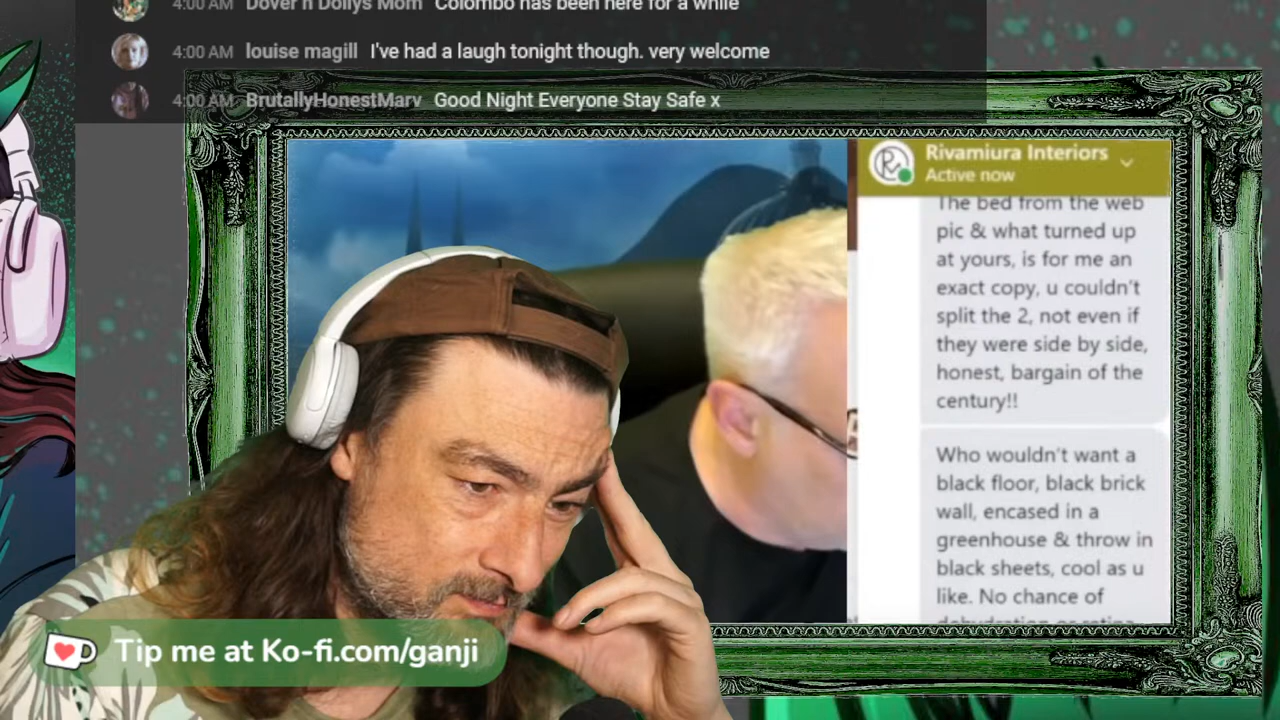 4:00 AM Dover n Dollys Mom Colombo has been here for a while
4:00 AM louise magill I've had a laugh tonight though. very welcome
4:00 AM BrutallyHonestMarv Good Night Everyone Stay Safe x
Rivamiura Interiors
Active now
The bed from the web
pic & what turned up
at yours, is for me an
exact copy, u couldn't
split the 2, not even if
they were side by side,
honest, bargain of the
century!!
Who wouldn't want a
black floor, black brick
wall, encased in a
greenhouse & throw in
black sheets, cool as u
like. No chance of
Tip me at Ko-fi.com/ganji